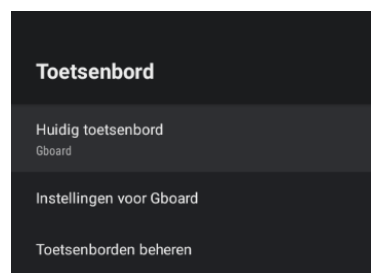 Toetsenbord
Huidig toetsenbord
Gboard
Instellingen voor Gboard
Toetsenborden beheren